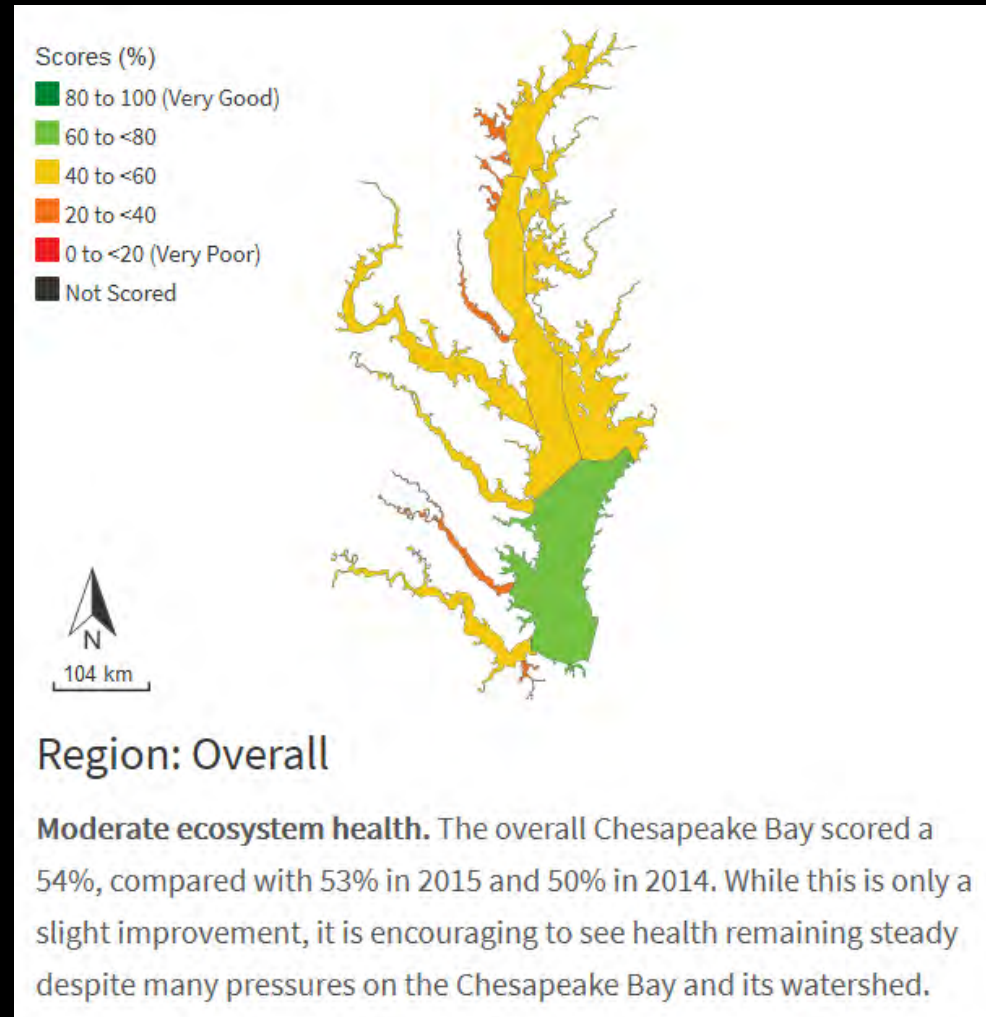 Scores (%)
80 to 100 (Very Good)
60 to <80
40 to <60
20 to <40
0 to <20 (Very Poor)
Not Scored
N
104 km
Region: Overall
Moderate ecosystem health. The overall Chesapeake Bay scored a
54%, compared with 53% in 2015 and 50% in 2014. While this is only a
slight improvement, it is encouraging to see health remaining steady
despite many pressures on the Chesapeake Bay and its watershed.